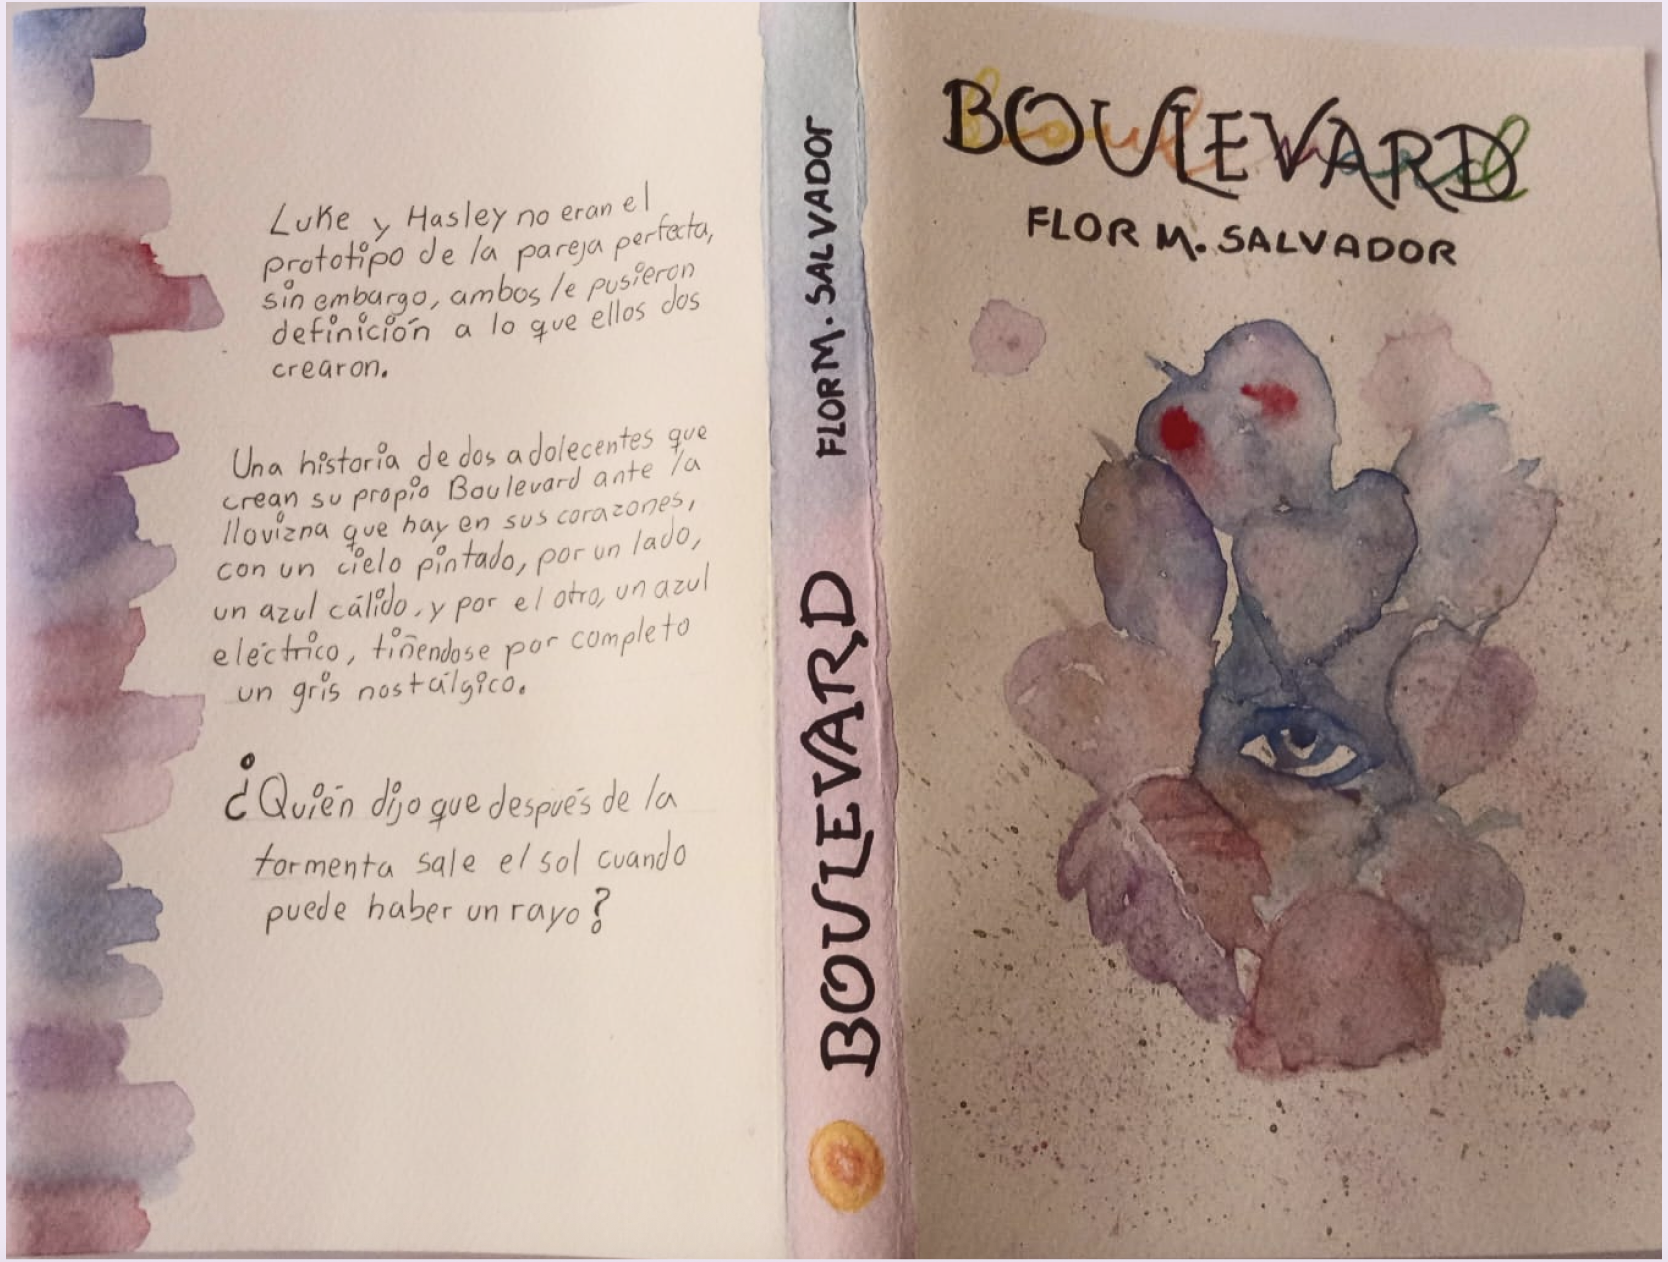 Luke y Hasley no eran el
prototipo de la pareja perfecta,
sin embargo, ambos le pusieron
definición a lo que ellos dos
crearon.
Una historia de dos adolecentes que
crean su propio Boulevard ante la
llovizna que hay en sus corazones,
con un cielo pintado, por un lado,
un azul cálido, y por el otro, un azul
eléctrico, tiñendose por completo
un gris nostálgico.
¿Quién dijo que después de la
tormenta sale el sol cuando
puede haber un rayo?
FLOR M. SALVADOR
BOULEVARD
BOULEVARD
FLOR M. SALVADOR